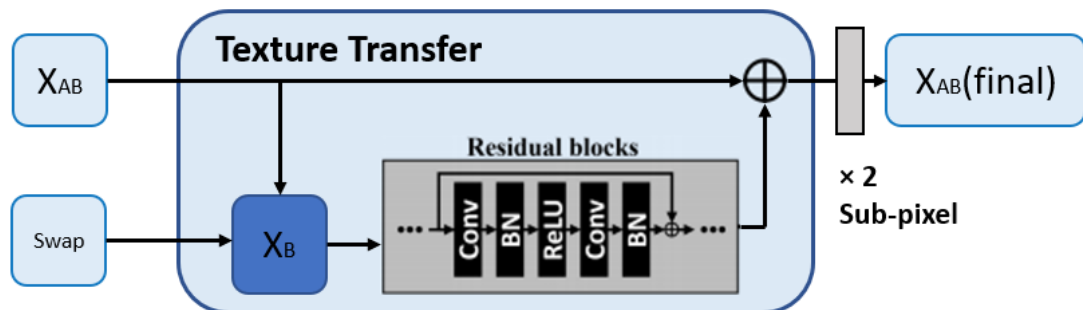 Texture Transfer
XAB
XAB(final)
Residual blocks
Conv
BN
ReLU
Conv
BN
× 2
Sub-pixel
Swap
XB